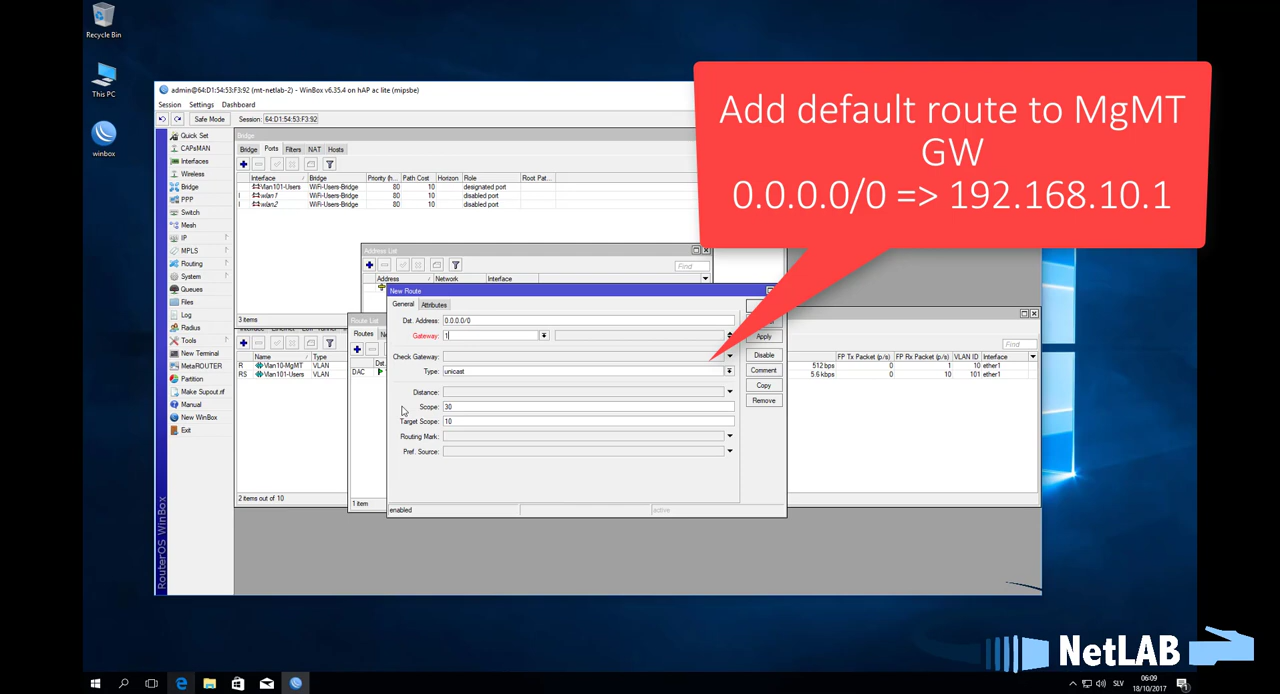 Recycle Bin
This PC
winbox
admin@64:D1:54:53:F3:92 (mt-netlab-2) - WinBox v6.35.4 on hAP ac lite (mipsbe)
Session Settings Dashboard
Safe Mode Session: 64:D1:54:53:F3:92
Quick Set
CAPsMAN
Interfaces
Wireless
Bridge
PPP
Switch
Mesh
IP
MPLS
Routing
System
Queues
Files
Log
Radius
Tools
New Terminal
MetaROUTER
Partition
Make Supout.rif
Manual
New WinBox
Exit
RouterOS WinBox
Bridge
Bridge Ports Filters NAT Hosts
Interface Bridge Priority (h... Path Cost Horizon Role Root Pat...
Vlan101-Users WiFi-Users-Bridge 80 10 designated port
I wlan1 WiFi-Users-Bridge 80 10 disabled port
I wlan2 WiFi-Users-Bridge 80 10 disabled port
3 items
Add default route to MgMT
GW
0.0.0.0/0 => 192.168.10.1
Address List
Find
Address Network Interface
Route List
Routes
Dst.
DAC
1 item
New Route
General Attributes
Dst. Address: 0.0.0.0/0
Gateway: 1
Check Gateway:
Type: unicast
Distance:
Scope: 30
Target Scope: 10
Routing Mark:
Pref. Source:
enabled active
Apply
Disable
Comment
Copy
Remove
Name Type
R Vlan10-MgMT VLAN
RS Vlan101-Users VLAN
2 items out of 10
Find
FP Tx Packet (p/s) FP Rx Packet (p/s) VLAN ID Interface
512 bps 0 1 10 ether1
5.6 kbps 0 10 101 ether1
NetLAB
SLV
06:09
18/10/2017